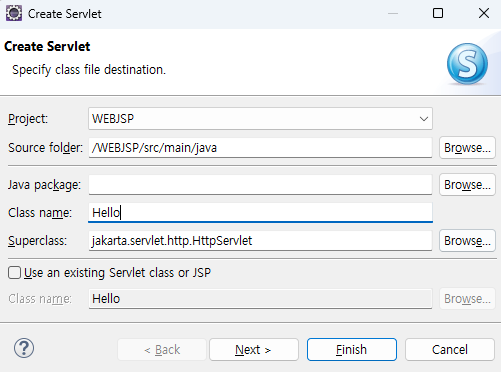 Create Servlet
Create Servlet
Specify class file destination.
S
Project: WEBJSP
Source folder: /WEBJSP/src/main/java Browse...
Java package: Browse...
Class name: Hello
Superclass: jakarta.servlet.http.HttpServlet Browse...
Use an existing Servlet class or JSP
Class name: Hello Browse...
? < Back Next > Finish Cancel